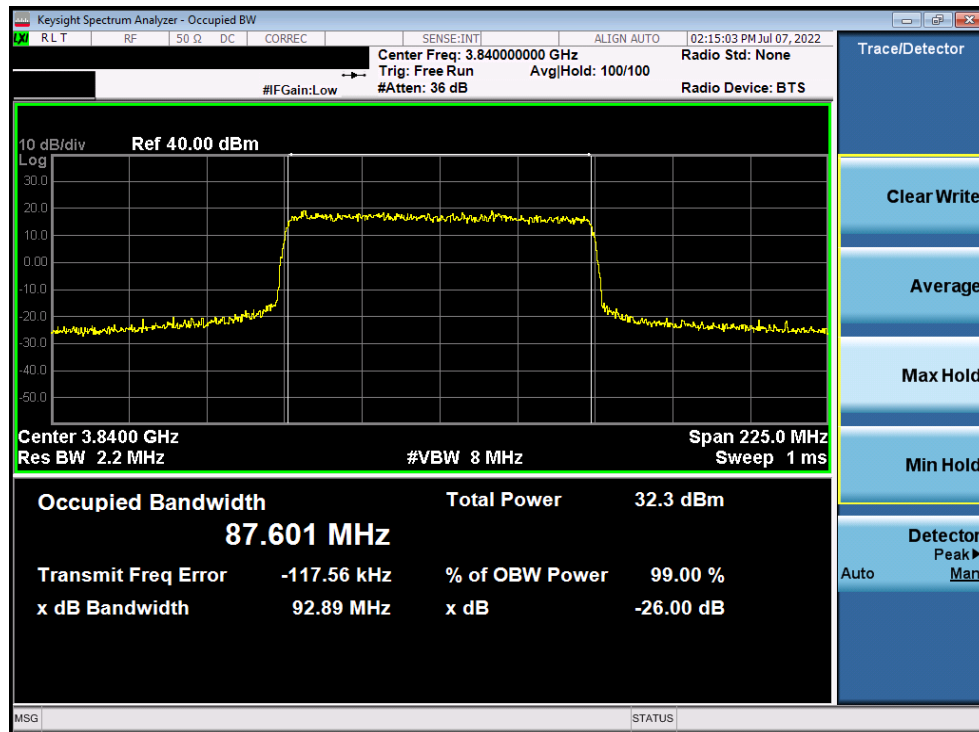 Keysight Spectrum Analyzer - Occupied BW
LXI RLT RF 50 Ω DC CORREC SENSE:INT ALIGN AUTO 02:15:03 PM Jul 07, 2022
Center Freq: 3.840000000 GHz Radio Std: None
Trig: Free Run Avg|Hold: 100/100
#IFGain:Low #Atten: 36 dB Radio Device: BTS
10 dB/div Ref 40.00 dBm
Log
30.0
20.0
10.0
0.00
-10.0
-20.0
-30.0
-40.0
-50.0
Center 3.8400 GHz Span 225.0 MHz
Res BW 2.2 MHz #VBW 8 MHz Sweep 1 ms
Occupied Bandwidth Total Power 32.3 dBm
87.601 MHz
Transmit Freq Error -117.56 kHz % of OBW Power 99.00 %
x dB Bandwidth 92.89 MHz x dB -26.00 dB
MSG STATUS
Trace/Detector
Clear Write
Average
Max Hold
Min Hold
Detector
Peak
Auto Man